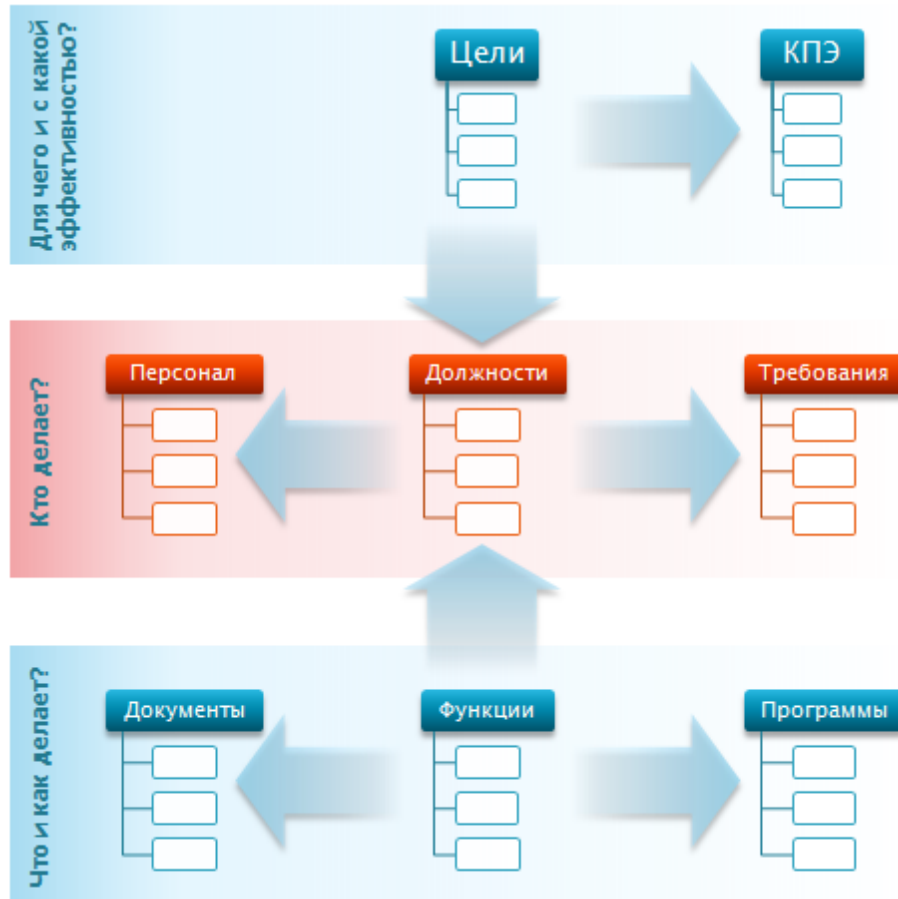 Для чего и с какой
эффективностью?
Цели
КПЭ
Кто делает?
Персонал
Должности
Требования
Что и как делает?
Документы
Функции
Программы